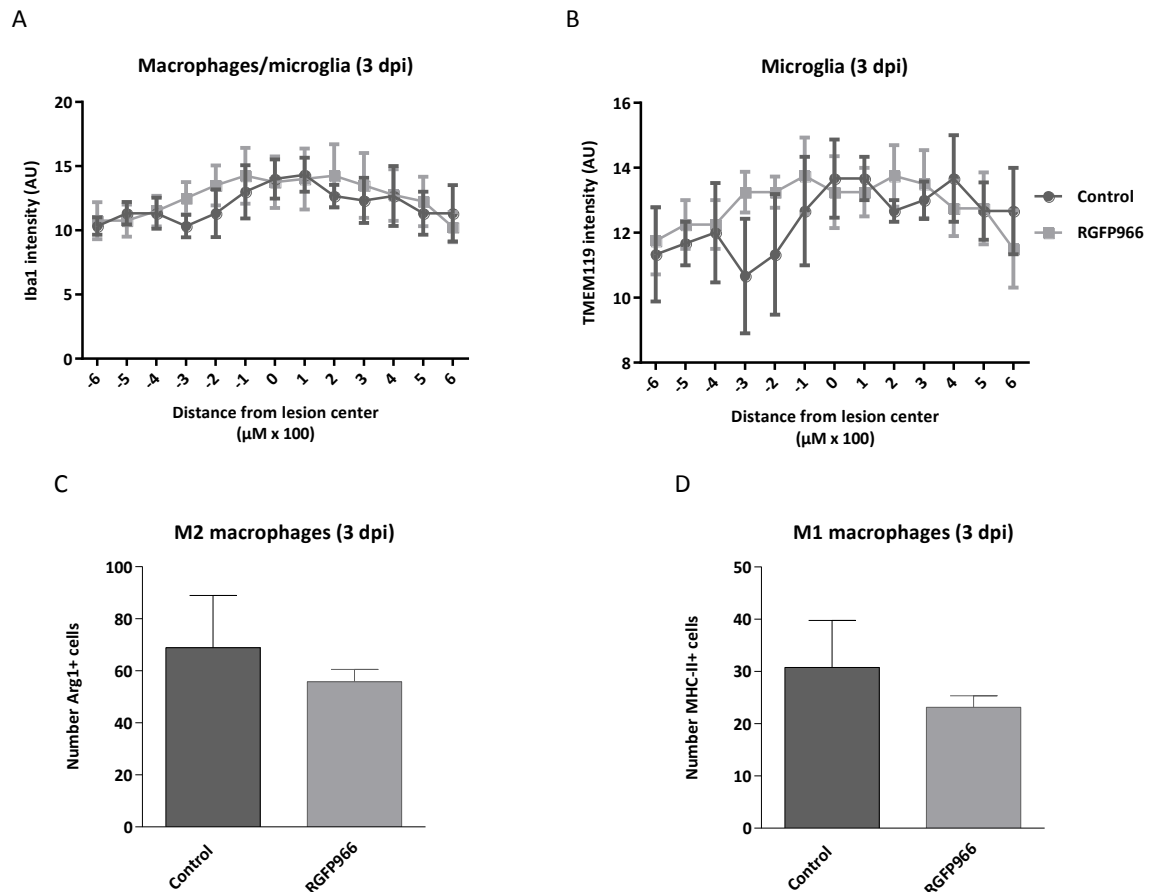 A
Macrophages/microglia (3 dpi)
Iba1 intensity (AU)
20
15
10
5
0
-6 -5 -4 -3 -2 -1 0 1 2 3 4 5 6
Distance from lesion center
(µM x 100)
B
Microglia (3 dpi)
TMEM119 intensity (AU)
16
14
12
10
8
-6 -5 -4 -3 -2 -1 0 1 2 3 4 5 6
Distance from lesion center
(µM x 100)
Control
RGFP966
C
M2 macrophages (3 dpi)
Number Arg1+ cells
100
80
60
40
20
0
Control RGFP966
D
M1 macrophages (3 dpi)
Number MHC-II+ cells
50
40
30
20
10
0
Control RGFP966